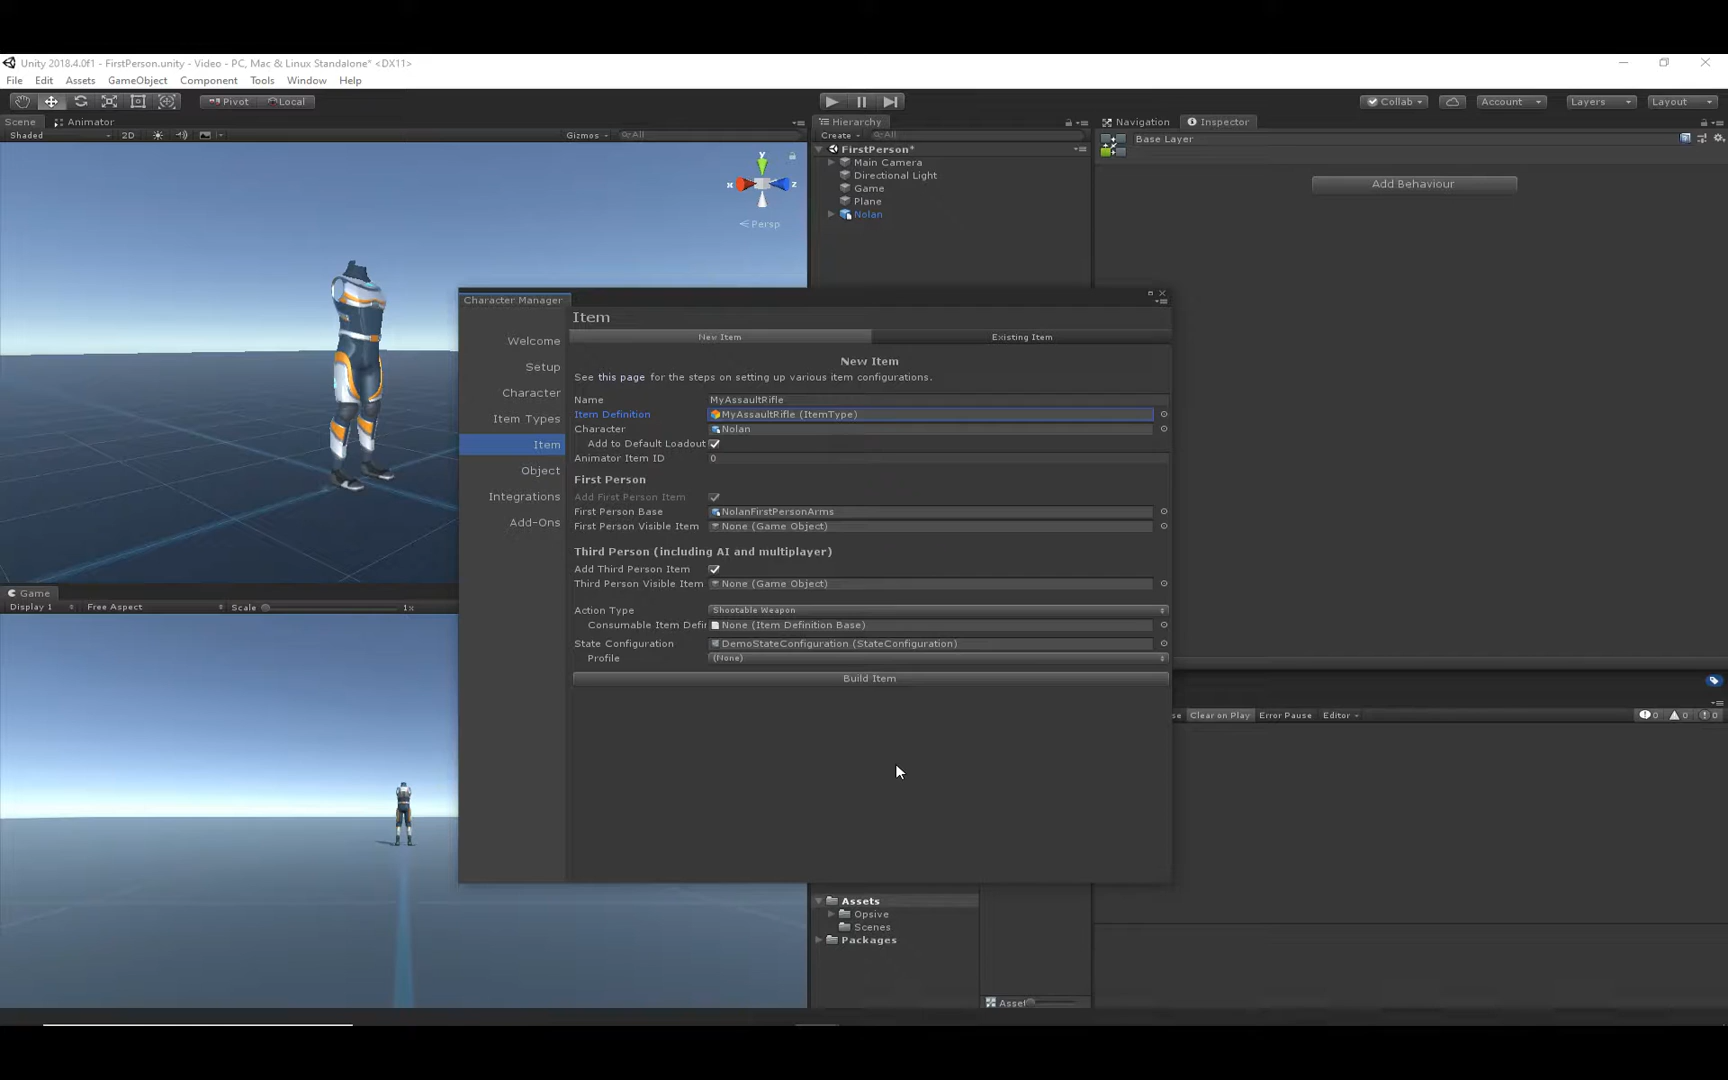 Unity 2018.4.0f1 - FirstPerson.unity - Video - PC, Mac & Linux Standalone* <DX11>
File Edit Assets GameObject Component Tools Window Help
Pivot Local Collab Account Layers Layout
Scene Animator
Shaded 2D Gizmos All
y
x
z
Persp
Hierarchy
Create All
FirstPerson*
Main Camera
Directional Light
Game
Plane
Nolan
Navigation Inspector
Base Layer
Add Behaviour
Character Manager
Welcome
Setup
Character
Item Types
Item
Object
Integrations
Add-Ons
Item
New Item Existing Item
New Item
See this page for the steps on setting up various item configurations.
Name MyAssaultRifle
Item Definition MyAssaultRifle (ItemType)
Character Nolan
Add to Default Loadout
Animator Item ID 0
First Person
Add First Person Item
First Person Base NolanFirstPersonArms
First Person Visible Item None (Game Object)
Third Person (including AI and multiplayer)
Add Third Person Item
Third Person Visible Item None (Game Object)
Action Type Shootable Weapon
Consumable Item Defi None (Item Definition Base)
State Configuration DemoStateConfiguration (StateConfiguration)
Profile (None)
Build Item
Game
Display 1 Free Aspect Scale 1x
se Clear on Play Error Pause Editor 0 0 0
Assets
Opsive
Scenes
Packages
Asset